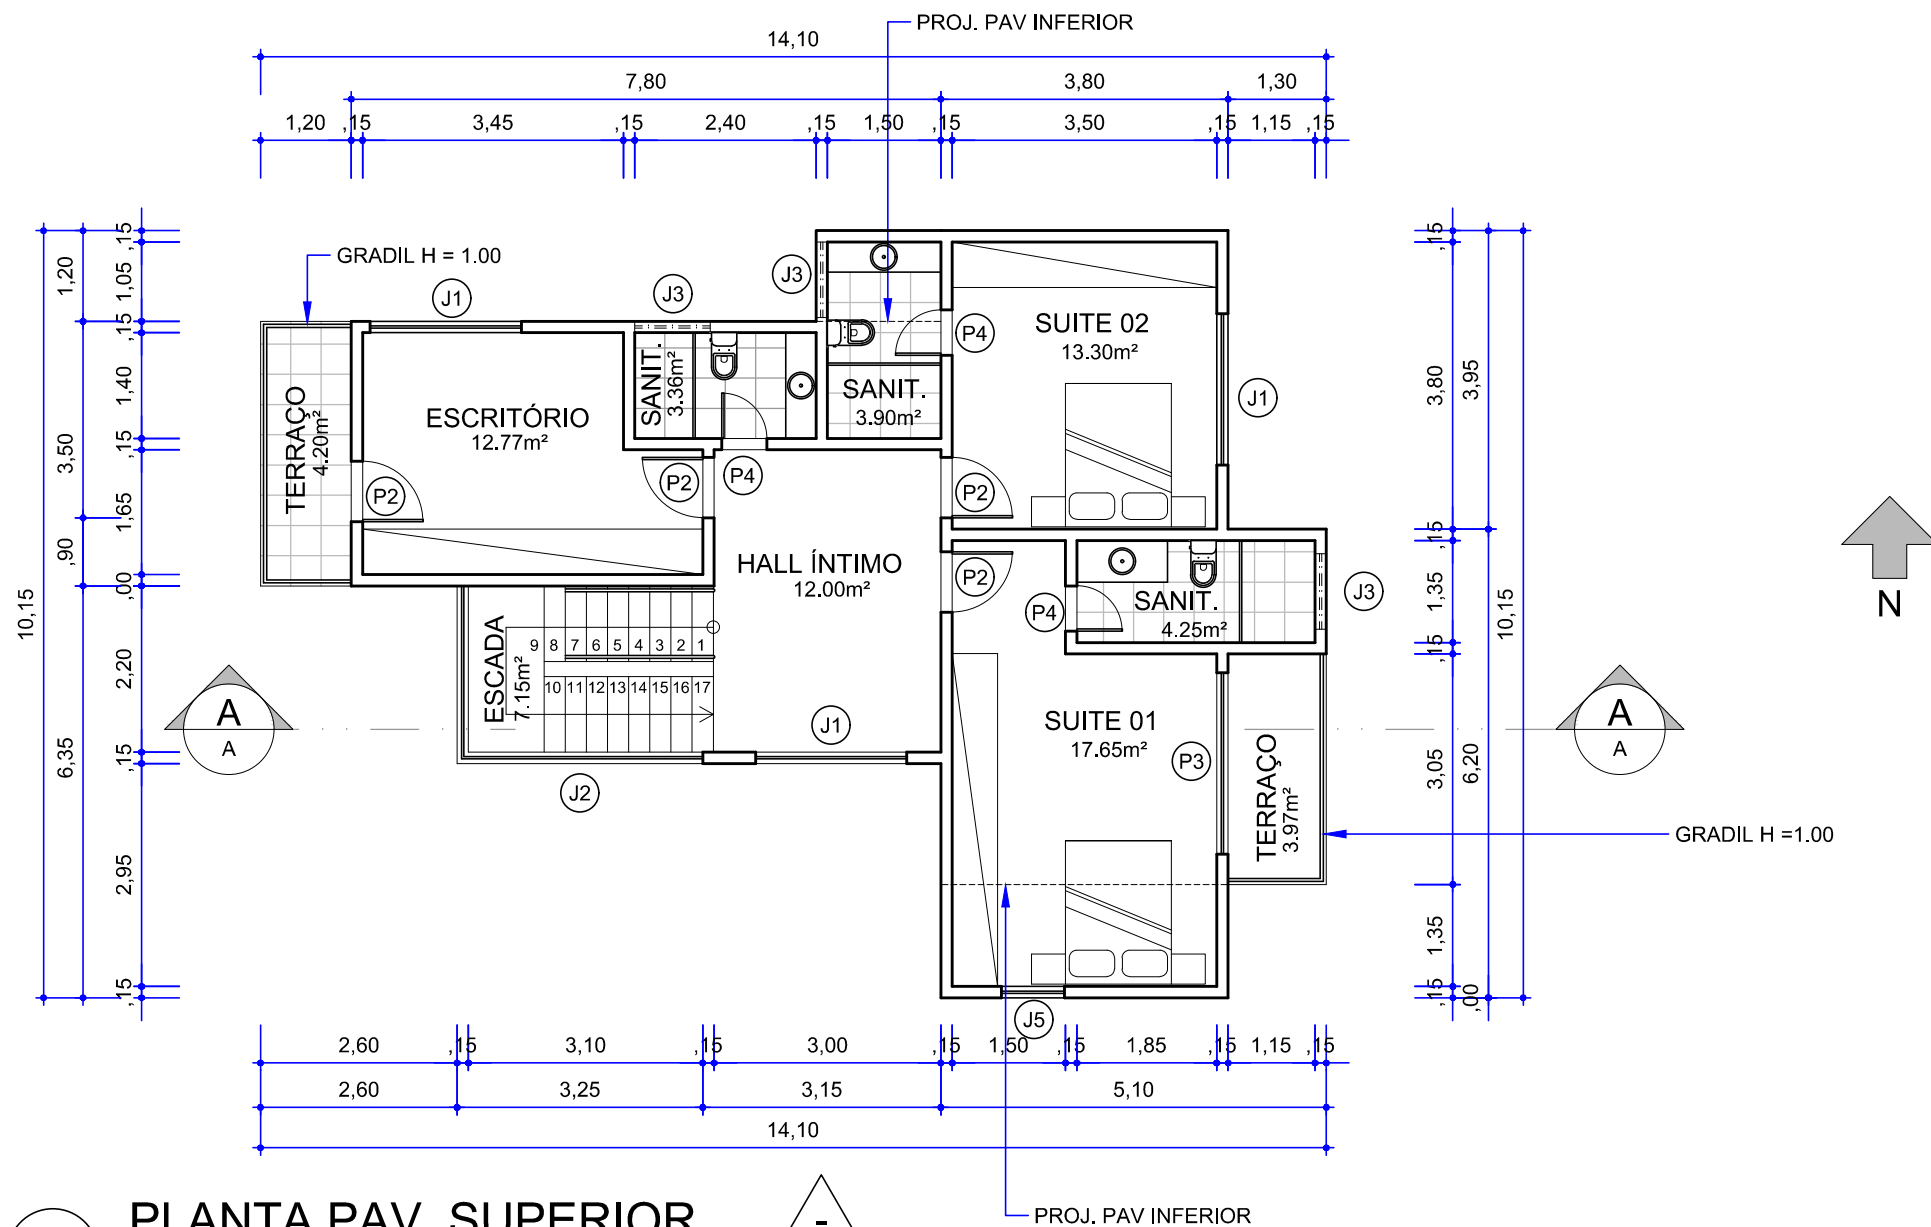 PROJ. PAV INFERIOR
14,10
7,80 3,80 1,30
1,20 ,15 3,45 ,15 2,40 ,15 1,50 ,15 3,50 ,15 1,15 ,15
10,15
1,20 3,50 ,90 6,35
,15 1,05 ,15 1,40 ,15 1,65 ,00 2,20 ,15 2,95 ,15
GRADIL H = 1.00
J1
J3
J3
TERRAÇO
4.20m²
ESCRITÓRIO
12.77m²
P2
P2
SANIT.
3.36m²
P4
SANIT.
3.90m²
P4
SUITE 02
13.30m²
J1
P2
HALL ÍNTIMO
12.00m²
P2
P4
SANIT.
4.25m²
J3
ESCADA
7.15m²
9 8 7 6 5 4 3 2 1
10 11 12 13 14 15 16 17
J1
J2
SUITE 01
17.65m²
P3
TERRAÇO
3.97m²
GRADIL H =1.00
J5
A
A
A
A
N
,15 3,80 ,15 1,35 ,15 3,05 1,35 ,15
3,95 6,20 ,00
10,15
2,60 ,15 3,10 ,15 3,00 ,15 1,50 ,15 1,85 ,15 1,15 ,15
2,60 3,25 3,15 5,10
14,10
PROJ. PAV INFERIOR
PLANTA PAV. SUPERIOR